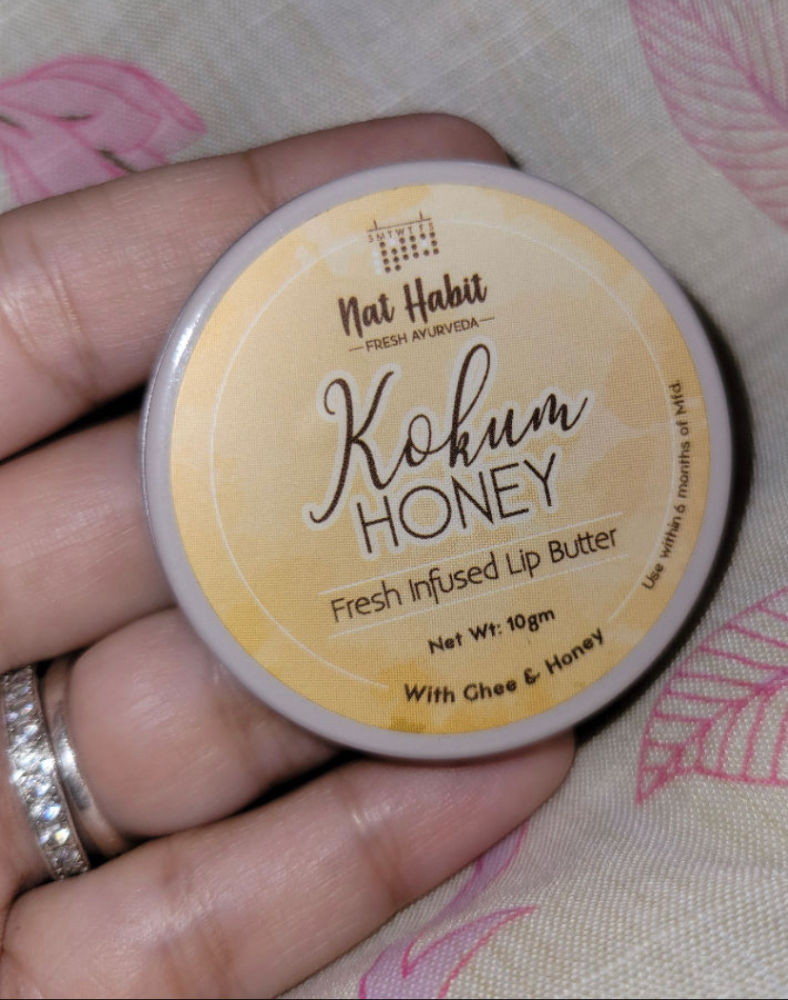 S M T W T F S
Nat Habit
—FRESH AYURVEDA—
Kokum
HONEY
Fresh Infused Lip Butter
Net Wt: 10gm
With Ghee & Honey
Use within 6 months of Mfd.